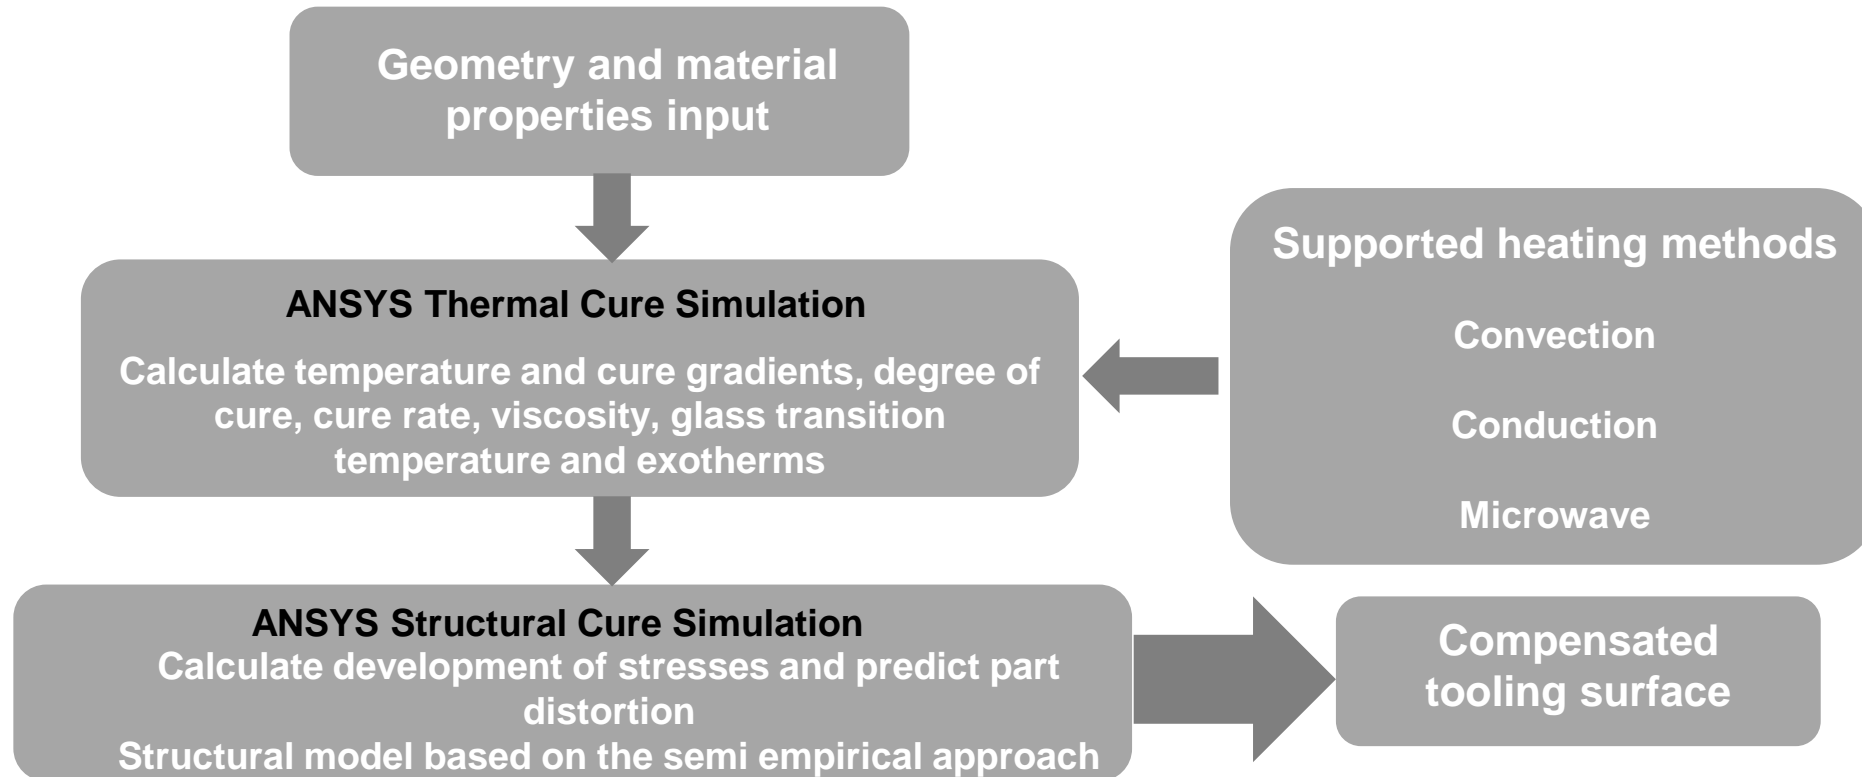 Geometry and material
properties input
ANSYS Thermal Cure Simulation
Calculate temperature and cure gradients, degree of
cure, cure rate, viscosity, glass transition
temperature and exotherms
Supported heating methods
Convection
Conduction
Microwave
ANSYS Structural Cure Simulation
Calculate development of stresses and predict part
distortion
Structural model based on the semi empirical approach
Compensated
tooling surface